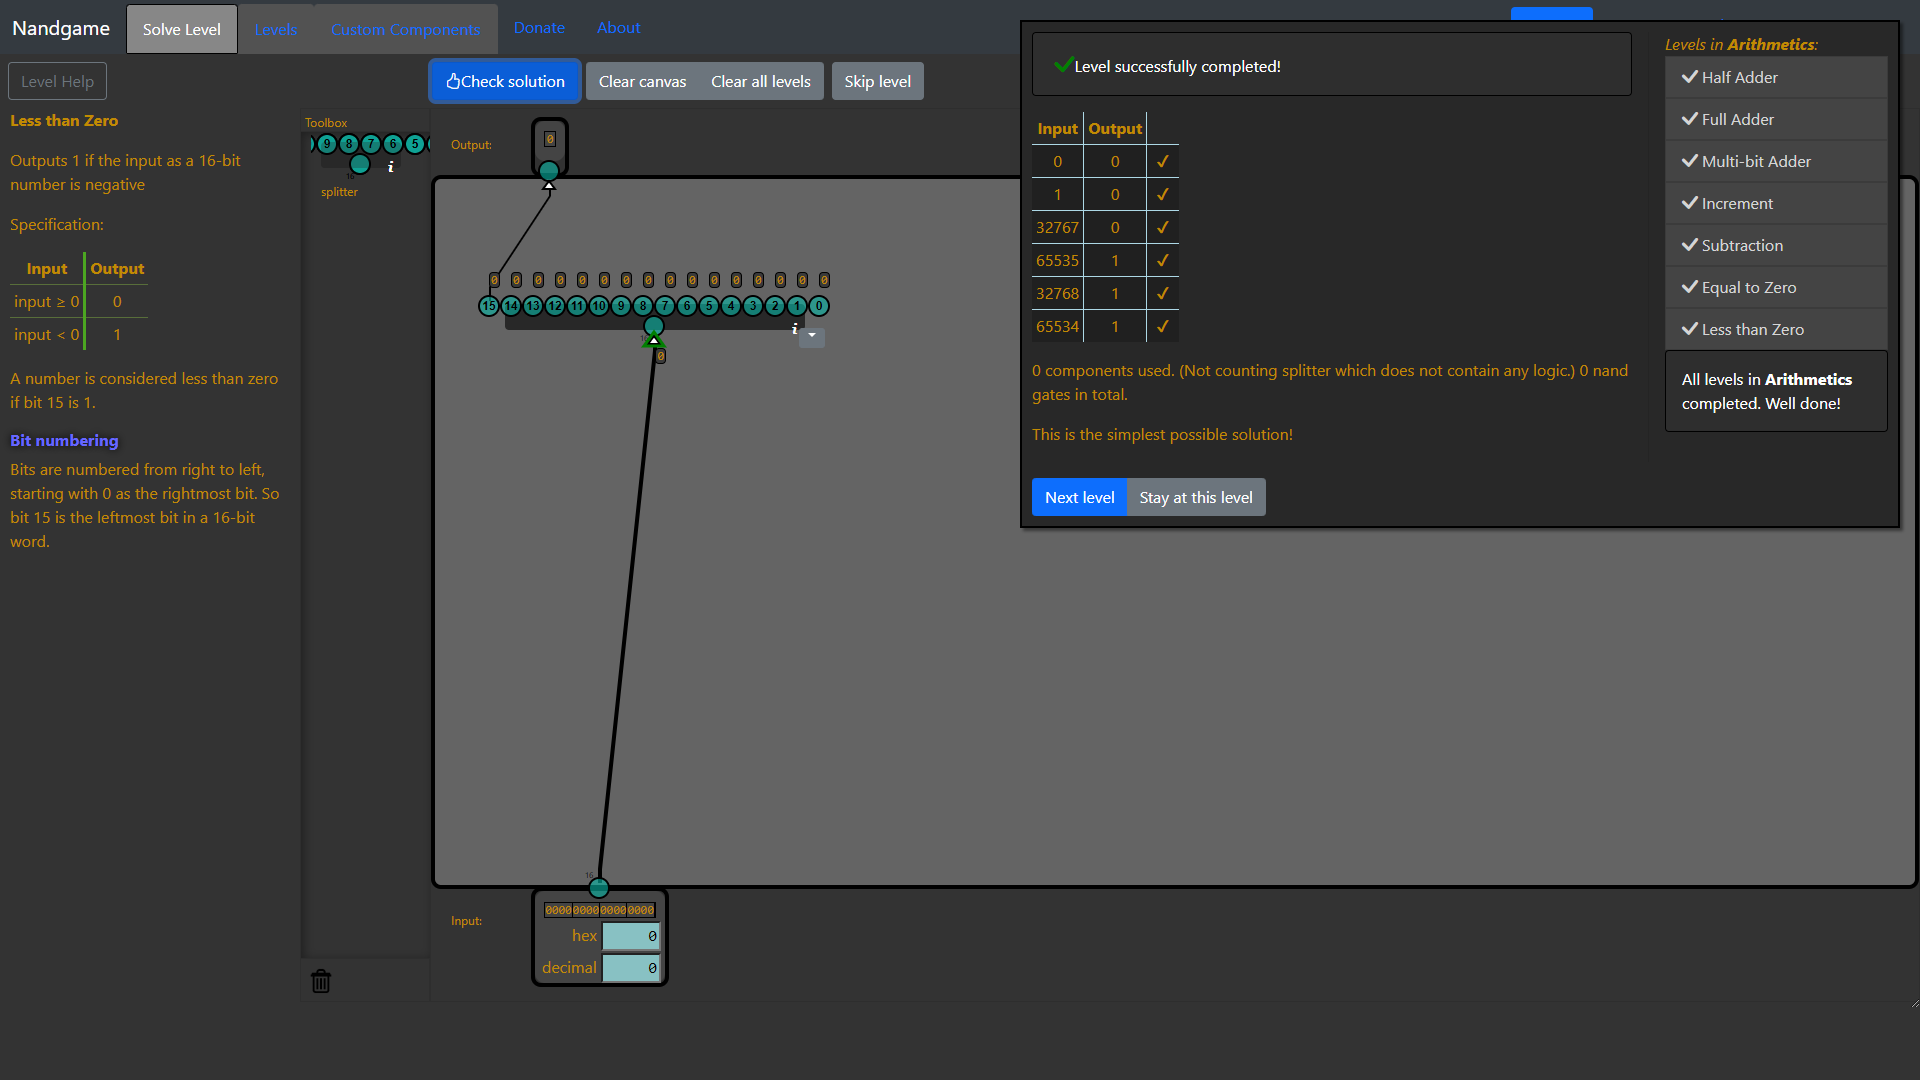 Nandgame
Solve Level
Levels
Custom Components
Donate
About
Level Help
Check solution
Clear canvas
Clear all levels
Skip level
Less than Zero
Outputs 1 if the input as a 16-bit
number is negative
Specification:
Input Output
input ≥ 0 0
input < 0 1
A number is considered less than zero
if bit 15 is 1.
Bit numbering
Bits are numbered from right to left,
starting with 0 as the rightmost bit. So
bit 15 is the leftmost bit in a 16-bit
word.
Toolbox
9 8 7 6 5
i
16
splitter
Output:
0
0 0 0 0 0 0 0 0 0 0 0 0 0 0 0 0
15 14 13 12 11 10 9 8 7 6 5 4 3 2 1 0
i
0
16
Input:
0000000000000000
hex 0
decimal 0
Level successfully completed!
Input Output
0 0 ✓
1 0 ✓
32767 0 ✓
65535 1 ✓
32768 1 ✓
65534 1 ✓
0 components used. (Not counting splitter which does not contain any logic.) 0 nand
gates in total.
This is the simplest possible solution!
Next level
Stay at this level
Levels in Arithmetics:
Half Adder
Full Adder
Multi-bit Adder
Increment
Subtraction
Equal to Zero
Less than Zero
All levels in Arithmetics
completed. Well done!